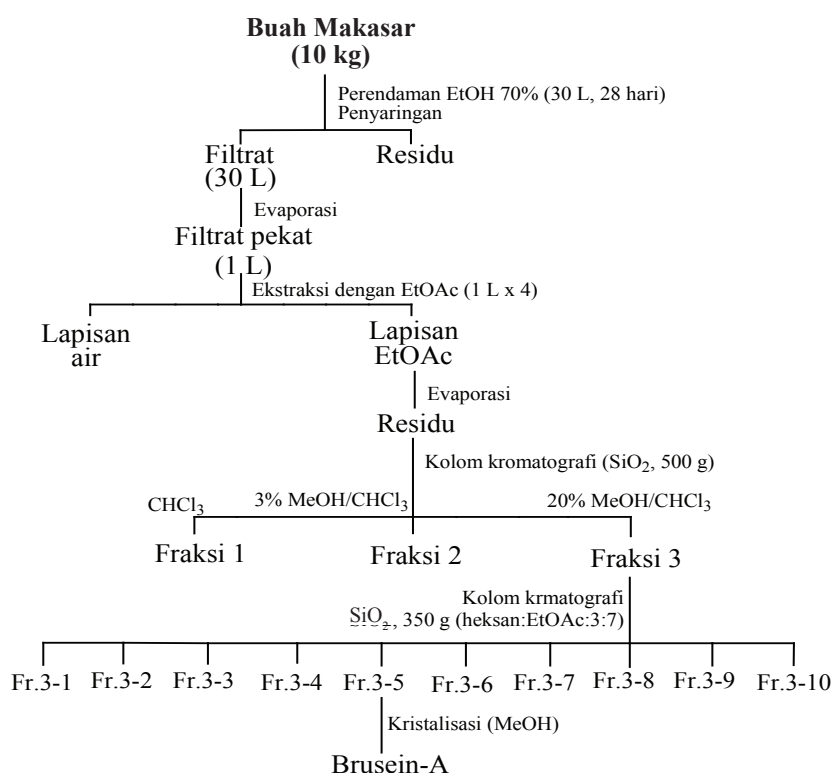 Buah Makasar
(10 kg)
Perendaman EtOH 70% (30 L, 28 hari)
Penyaringan
Filtrat
(30 L)
Residu
Evaporasi
Filtrat pekat
(1 L)
Ekstraksi dengan EtOAc (1 L x 4)
Lapisan
air
Lapisan
EtOAc
Evaporasi
Residu
Kolom kromatografi (SiO₂, 500 g)
CHCl₃
3% MeOH/CHCl₃
20% MeOH/CHCl₃
Fraksi 1
Fraksi 2
Fraksi 3
Kolom krmatografi
SiO₂, 350 g (heksan:EtOAc:3:7)
Fr.3-1 Fr.3-2 Fr.3-3 Fr.3-4 Fr.3-5 Fr.3-6 Fr.3-7 Fr.3-8 Fr.3-9 Fr.3-10
Kristalisasi (MeOH)
Brusein-A